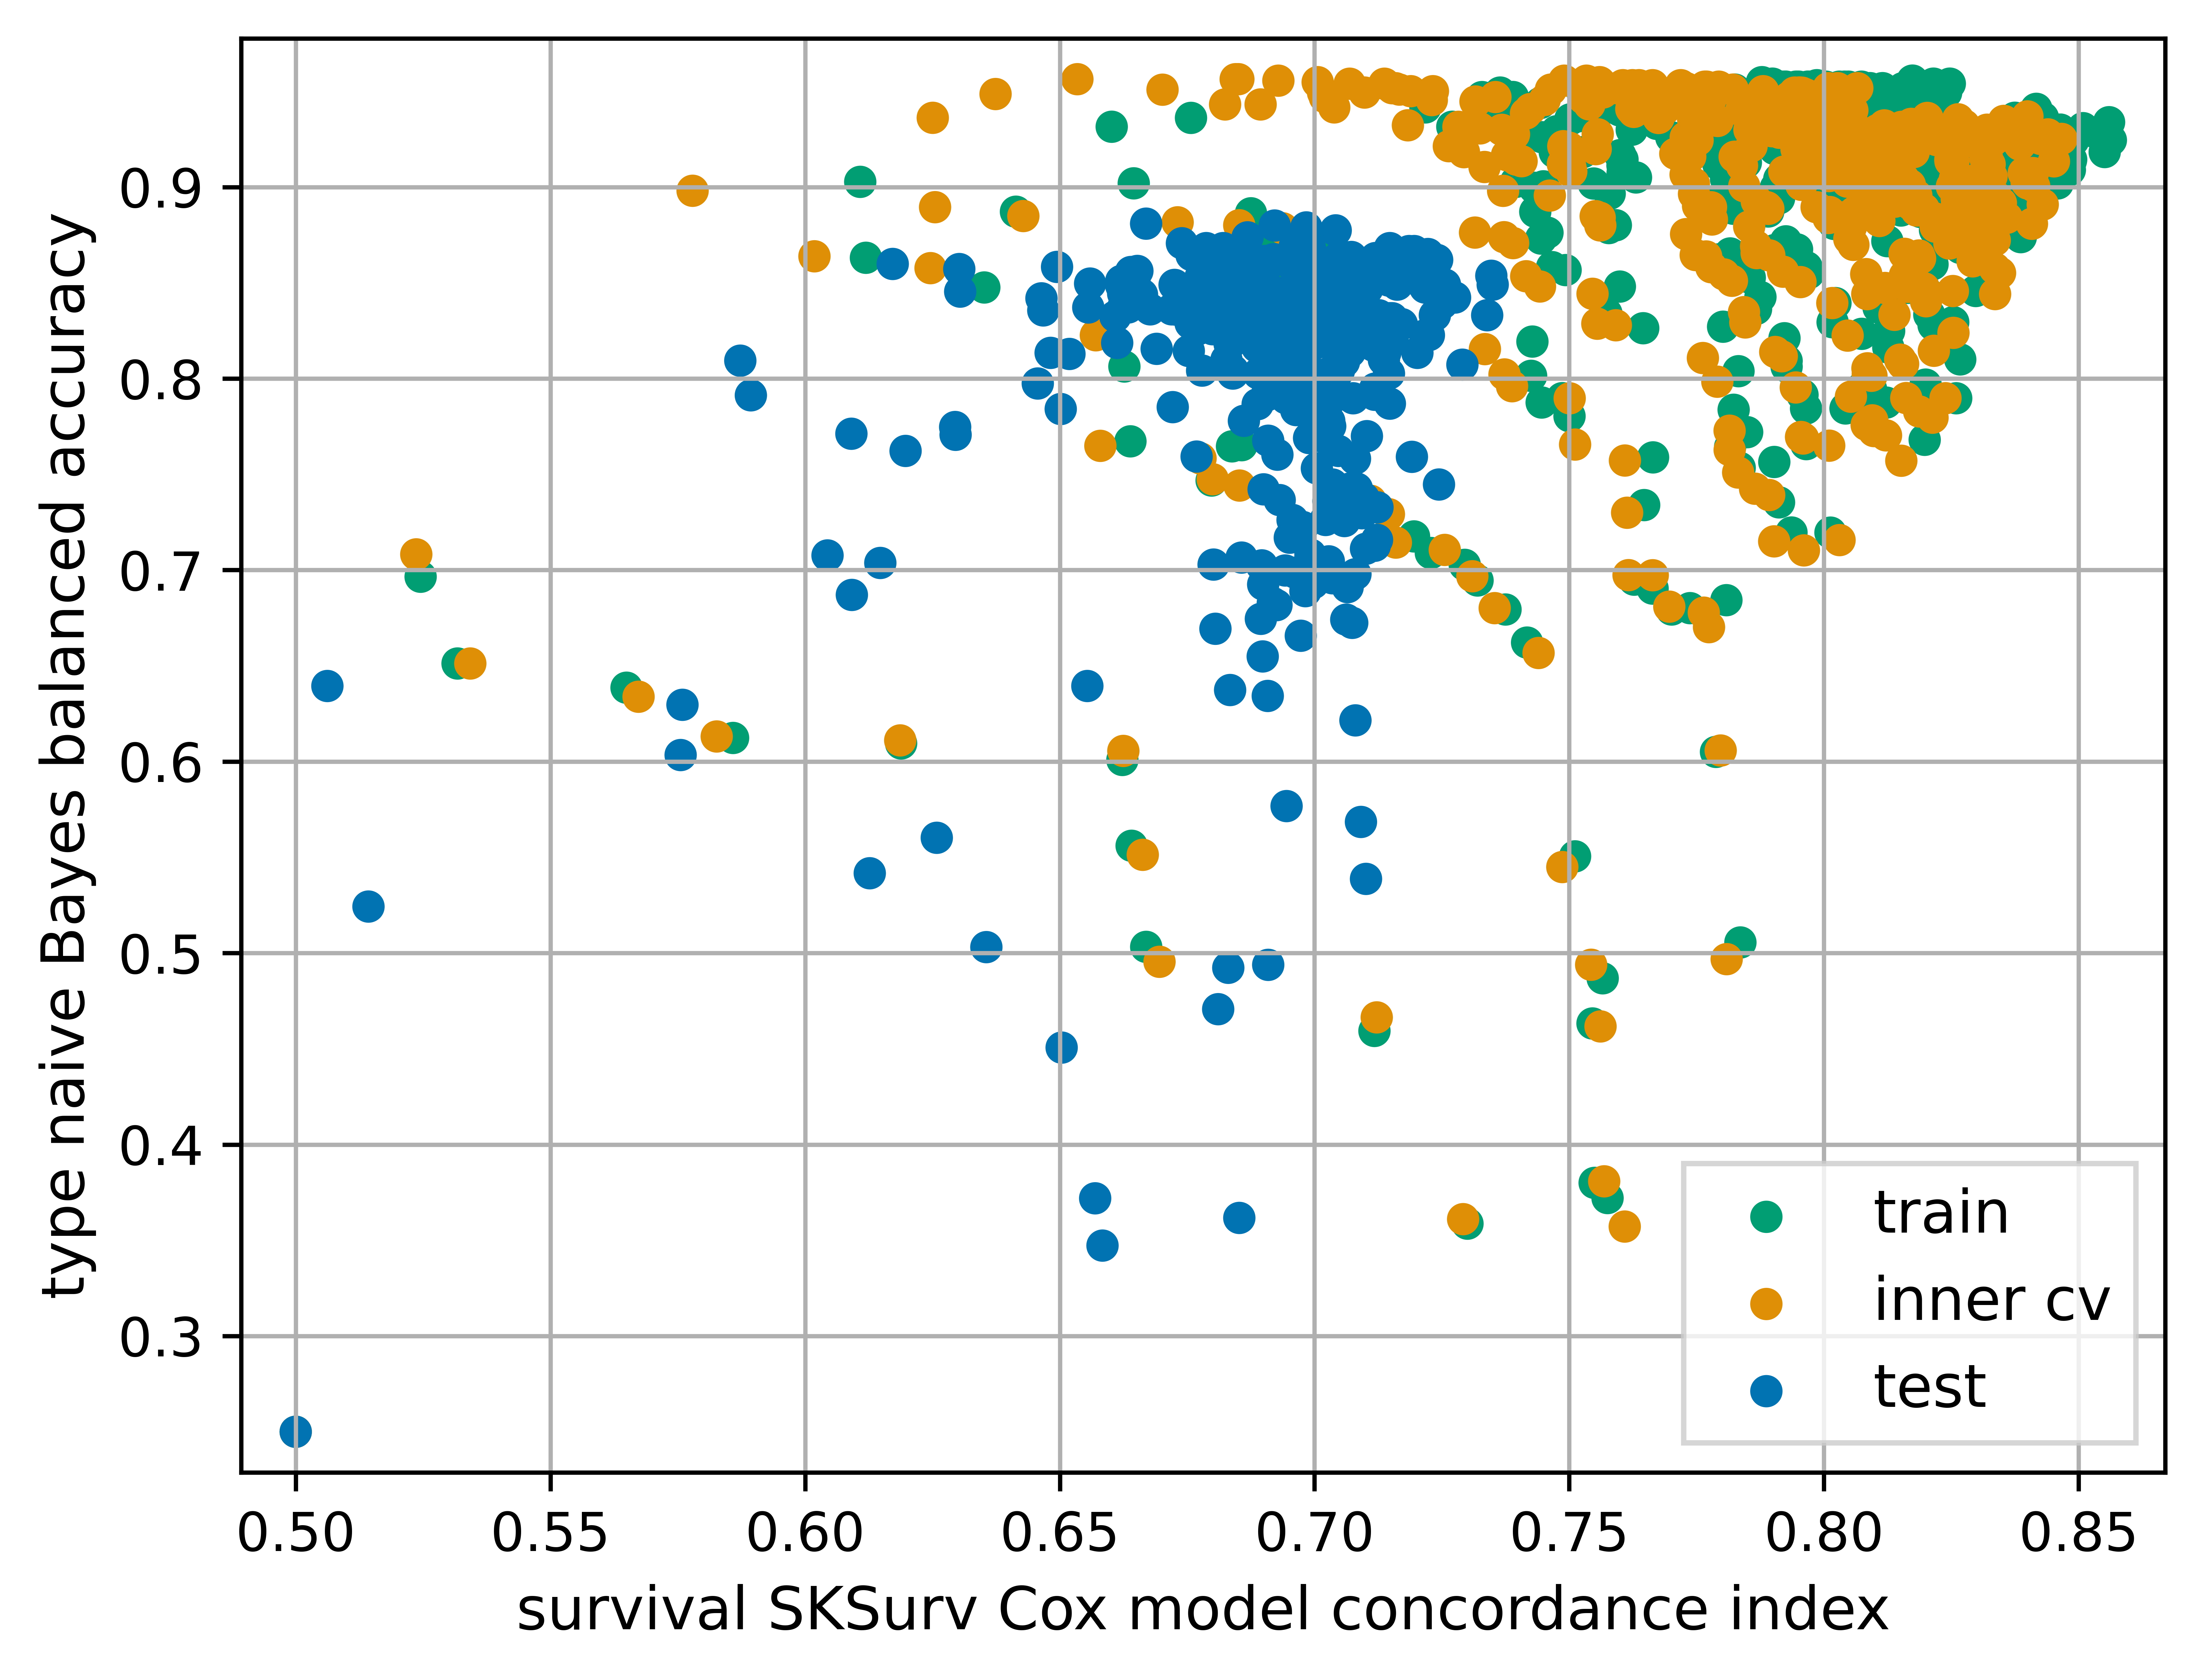 type naive Bayes balanced accuracy
0.9
0.8
0.7
0.6
0.5
0.4
0.3
train
inner cv
test
0.50 0.55 0.60 0.65 0.70 0.75 0.80 0.85
survival SKSurv Cox model concordance index